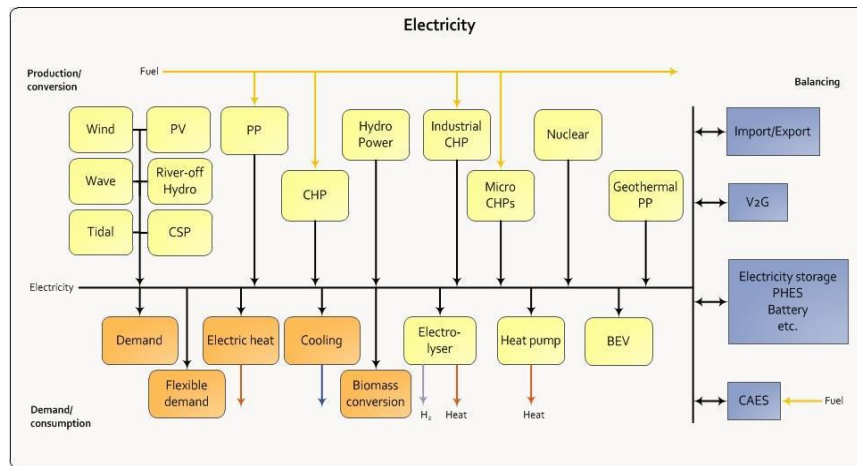 Electricity
Production/
conversion
Fuel
Balancing
Wind
PV
PP
Hydro
Power
Industrial
CHP
Nuclear
Import/Export
Wave
River-off
Hydro
CHP
Micro
CHPs
Geothermal
PP
V2G
Tidal
CSP
Electricity
Electricity storage
PHES
Battery
etc.
Demand
Electric heat
Cooling
Electro-
lyser
Heat pump
BEV
Flexible
demand
Biomass
conversion
CAES
Fuel
Demand/
consumption
H₂
Heat
Heat